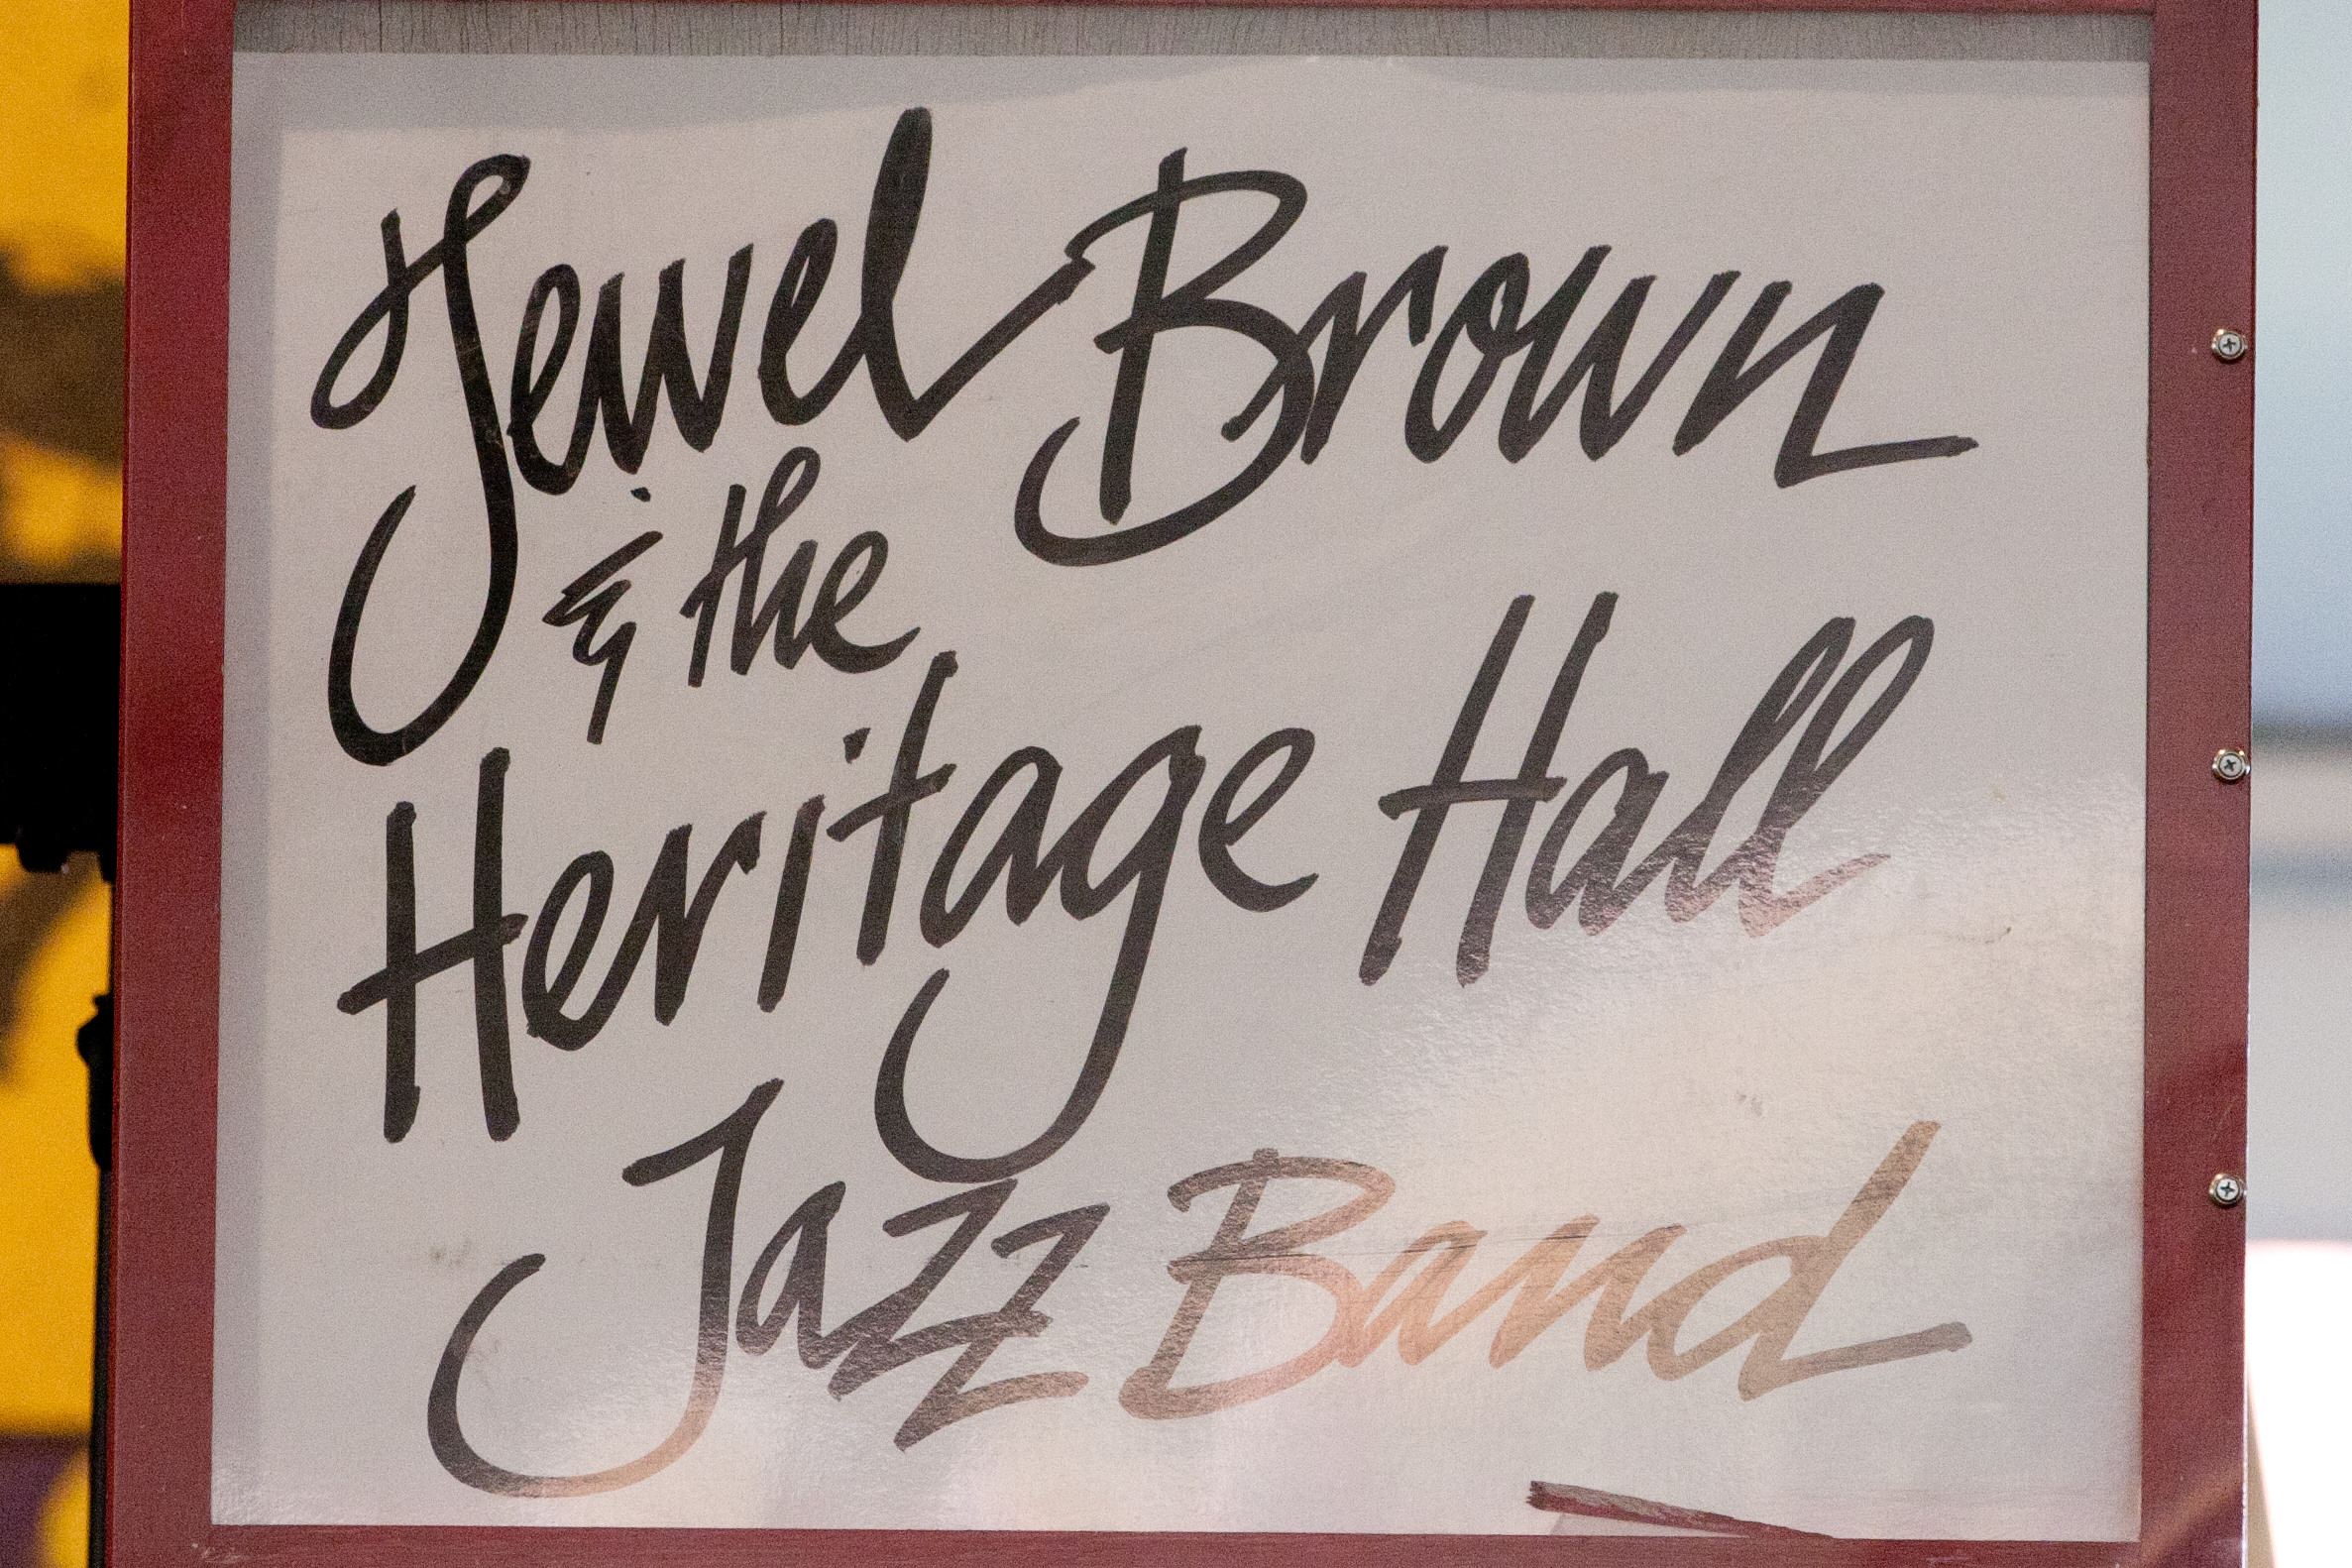 Jewel Brown
& the
Heritage Hall
Jazz Band